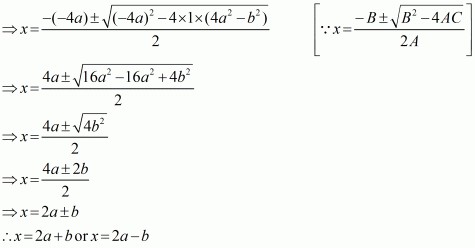 ⇒ x = (-(-4a) ± √((-4a)² - 4×1×(4a² - b²))) / 2 [∵ x = (-B ± √(B² - 4AC)) / 2A]
⇒ x = (4a ± √(16a² - 16a² + 4b²)) / 2
⇒ x = (4a ± √(4b²)) / 2
⇒ x = (4a ± 2b) / 2
⇒ x = 2a ± b
∴ x = 2a + b or x = 2a - b